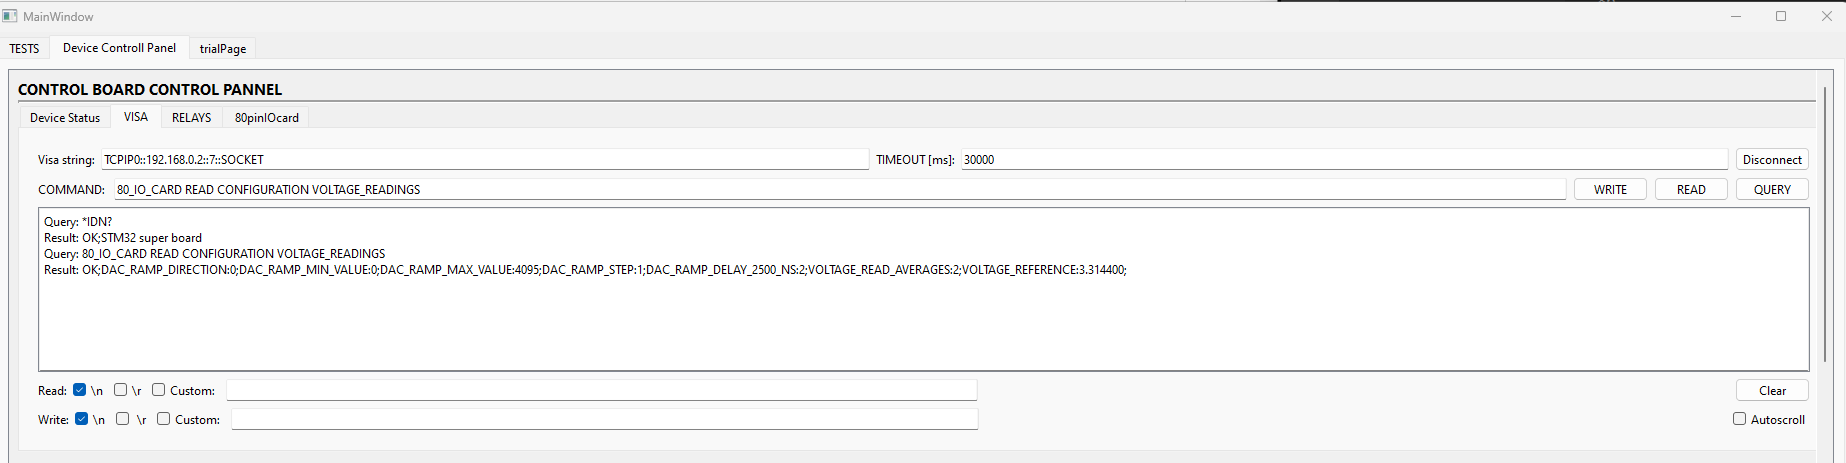 MainWindow
TESTS Device Controll Panel trialPage
CONTROL BOARD CONTROL PANNEL
Device Status VISA RELAYS 80pinIOcard
Visa string: TCPIP0::192.168.0.2::7::SOCKET TIMEOUT [ms]: 30000 Disconnect
COMMAND: 80_IO_CARD READ CONFIGURATION VOLTAGE_READINGS WRITE READ QUERY
Query: *IDN?
Result: OK;STM32 super board
Query: 80_IO_CARD READ CONFIGURATION VOLTAGE_READINGS
Result: OK;DAC_RAMP_DIRECTION:0;DAC_RAMP_MIN_VALUE:0;DAC_RAMP_MAX_VALUE:4095;DAC_RAMP_STEP:1;DAC_RAMP_DELAY_2500_NS:2;VOLTAGE_READ_AVERAGES:2;VOLTAGE_REFERENCE:3.314400;
Read: \n \r Custom: Clear
Write: \n \r Custom: Autoscroll